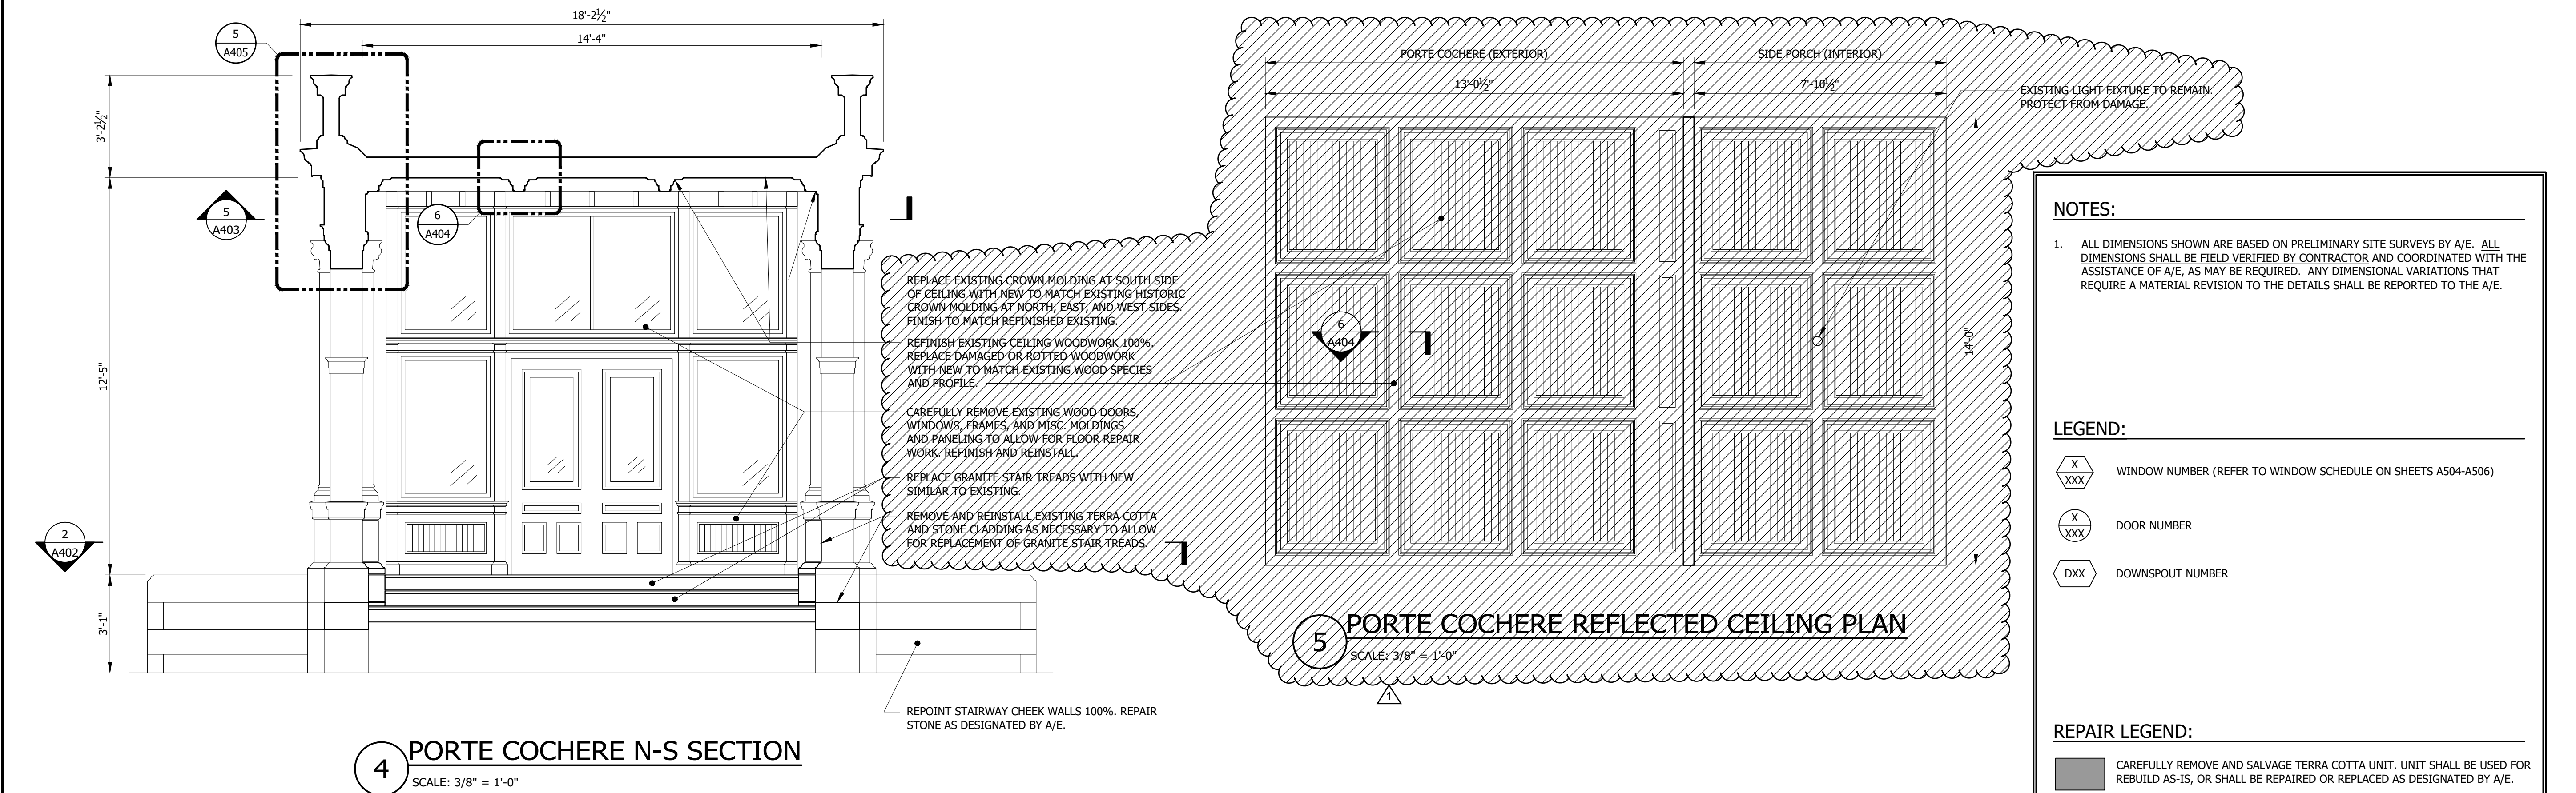 18'-2½"
14'-4"
5
A405
3'-2½"
5
A403
6
A404
12'-5"
2
A402
3'-1"
REPLACE EXISTING CROWN MOLDING AT SOUTH SIDE
OF CEILING WITH NEW TO MATCH EXISTING HISTORIC
CROWN MOLDING AT NORTH, EAST, AND WEST SIDES.
FINISH TO MATCH REFINISHED EXISTING.
REFINISH EXISTING CEILING WOODWORK 100%.
REPLACE DAMAGED OR ROTTED WOODWORK
WITH NEW TO MATCH EXISTING WOOD SPECIES
AND PROFILE.
CAREFULLY REMOVE EXISTING WOOD DOORS,
WINDOWS, FRAMES, AND MISC. MOLDINGS
AND PANELING TO ALLOW FOR FLOOR REPAIR
WORK. REFINISH AND REINSTALL.
REPLACE GRANITE STAIR TREADS WITH NEW
SIMILAR TO EXISTING.
REMOVE AND REINSTALL EXISTING TERRA COTTA
AND STONE CLADDING AS NECESSARY TO ALLOW
FOR REPLACEMENT OF GRANITE STAIR TREADS.
REPOINT STAIRWAY CHEEK WALLS 100%. REPAIR
STONE AS DESIGNATED BY A/E.
4
PORTE COCHERE N-S SECTION
SCALE: 3/8" = 1'-0"
PORTE COCHERE (EXTERIOR)
SIDE PORCH (INTERIOR)
13'-0½"
7'-10½"
EXISTING LIGHT FIXTURE TO REMAIN.
PROTECT FROM DAMAGE.
6
A404
14'-0"
5
PORTE COCHERE REFLECTED CEILING PLAN
SCALE: 3/8" = 1'-0"
1
NOTES:
1. ALL DIMENSIONS SHOWN ARE BASED ON PRELIMINARY SITE SURVEYS BY A/E. ALL
DIMENSIONS SHALL BE FIELD VERIFIED BY CONTRACTOR AND COORDINATED WITH THE
ASSISTANCE OF A/E, AS MAY BE REQUIRED. ANY DIMENSIONAL VARIATIONS THAT
REQUIRE A MATERIAL REVISION TO THE DETAILS SHALL BE REPORTED TO THE A/E.
LEGEND:
X
XXX
WINDOW NUMBER (REFER TO WINDOW SCHEDULE ON SHEETS A504-A506)
X
XXX
DOOR NUMBER
DXX
DOWNSPOUT NUMBER
REPAIR LEGEND:
CAREFULLY REMOVE AND SALVAGE TERRA COTTA UNIT. UNIT SHALL BE USED FOR
REBUILD AS-IS, OR SHALL BE REPAIRED OR REPLACED AS DESIGNATED BY A/E.